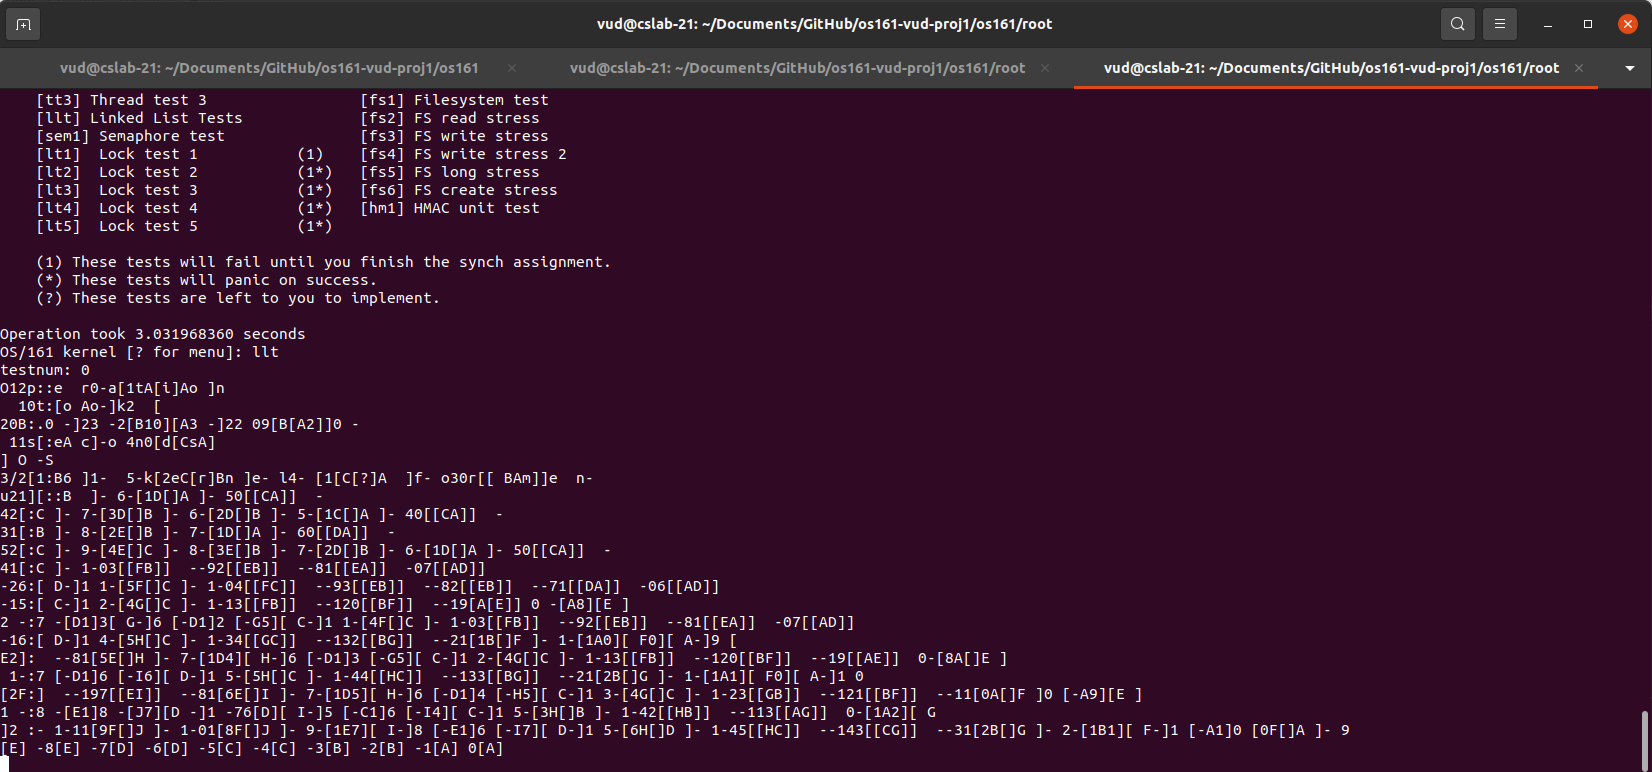 vud@cslab-21: ~/Documents/GitHub/os161-vud-proj1/os161/root
vud@cslab-21: ~/Documents/GitHub/os161-vud-proj1/os161
vud@cslab-21: ~/Documents/GitHub/os161-vud-proj1/os161/root
vud@cslab-21: ~/Documents/GitHub/os161-vud-proj1/os161/root
[tt3] Thread test 3                 [fs1] Filesystem test
[llt] Linked List Tests             [fs2] FS read stress
[sem1] Semaphore test               [fs3] FS write stress
[lt1]  Lock test 1           (1)    [fs4] FS write stress 2
[lt2]  Lock test 2           (1*)   [fs5] FS long stress
[lt3]  Lock test 3           (1*)   [fs6] FS create stress
[lt4]  Lock test 4           (1*)   [hm1] HMAC unit test
[lt5]  Lock test 5           (1*)
(1) These tests will fail until you finish the synch assignment.
(*) These tests will panic on success.
(?) These tests are left to you to implement.
Operation took 3.031968360 seconds
OS/161 kernel [? for menu]: llt
testnum: 0
O12p::e  r0-a[1tA[i]Ao ]n
  10t:[o Ao-]k2  [
20B:.0 -]23 -2[B10][A3 -]22 09[B[A2]]0 -
 11s[:eA c]-o 4n0[d[CsA]
] O -S
3/2[1:B6 ]1-  5-k[2eC[r]Bn ]e- l4- [1[C[?]A  ]f- o30r[[ BAm]]e  n-
u21][::B  ]- 6-[1D[]A ]- 50[[CA]]  -
42[:C ]- 7-[3D[]B ]- 6-[2D[]B ]- 5-[1C[]A ]- 40[[CA]]  -
31[:B ]- 8-[2E[]B ]- 7-[1D[]A ]- 60[[DA]]  -
52[:C ]- 9-[4E[]C ]- 8-[3E[]B ]- 7-[2D[]B ]- 6-[1D[]A ]- 50[[CA]]  -
41[:C ]- 1-03[[FB]]  --92[[EB]]  --81[[EA]]  -07[[AD]]
-26:[ D-]1 1-[5F[]C ]- 1-04[[FC]]  --93[[EB]]  --82[[EB]]  --71[[DA]]  -06[[AD]]
-15:[ C-]1 2-[4G[]C ]- 1-13[[FB]]  --120[[BF]]  --19[A[E]] 0 -[A8][E ]
2 -:7 -[D1]3[ G-]6 [-D1]2 [-G5][ C-]1 1-[4F[]C ]- 1-03[[FB]]  --92[[EB]]  --81[[EA]]  -07[[AD]]
-16:[ D-]1 4-[5H[]C ]- 1-34[[GC]]  --132[[BG]]  --21[1B[]F ]- 1-[1A0][ F0][ A-]9 [
E2]:  --81[5E[]H ]- 7-[1D4][ H-]6 [-D1]3 [-G5][ C-]1 2-[4G[]C ]- 1-13[[FB]]  --120[[BF]]  --19[[AE]]  0-[8A[]E ]
 1-:7 [-D1]6 [-I6][ D-]1 5-[5H[]C ]- 1-44[[HC]]  --133[[BG]]  --21[2B[]G ]- 1-[1A1][ F0][ A-]1 0
[2F:]  --197[[EI]]  --81[6E[]I ]- 7-[1D5][ H-]6 [-D1]4 [-H5][ C-]1 3-[4G[]C ]- 1-23[[GB]]  --121[[BF]]  --11[0A[]F ]0 [-A9][E ]
1 -:8 -[E1]8 -[J7][D -]1 -76[D][ I-]5 [-C1]6 [-I4][ C-]1 5-[3H[]B ]- 1-42[[HB]]  --113[[AG]]  0-[1A2][ G
]2 :- 1-11[9F[]J ]- 1-01[8F[]J ]- 9-[1E7][ I-]8 [-E1]6 [-I7][ D-]1 5-[6H[]D ]- 1-45[[HC]]  --143[[CG]]  --31[2B[]G ]- 2-[1B1][ F-]1 [-A1]0 [0F[]A ]- 9
[E] -8[E] -7[D] -6[D] -5[C] -4[C] -3[B] -2[B] -1[A] 0[A]